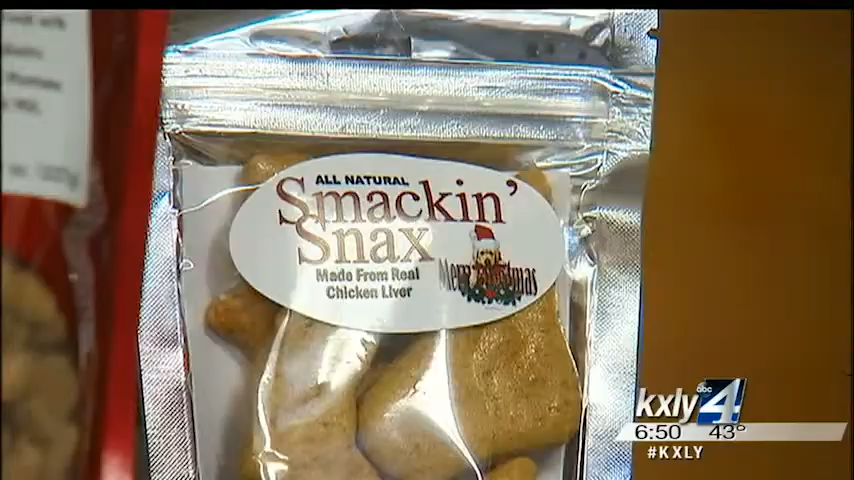 ALL NATURAL
Smackin'
Snax
Made From Real
Chicken Liver
Merry Christmas
kxly abc 4
6:50 43°
#KXLY